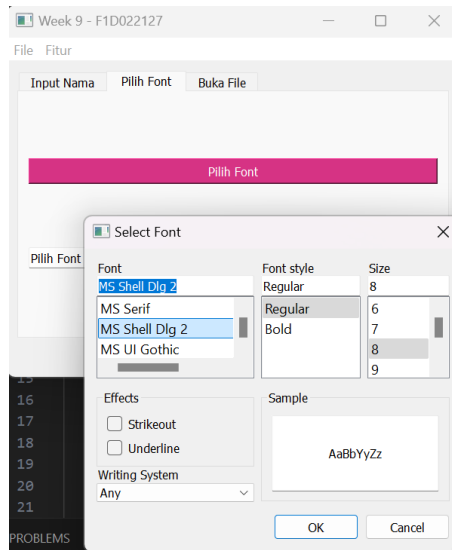 Week 9 - F1D022127
File Fitur
Input Nama Pilih Font Buka File
Pilih Font
Pilih Font
Select Font
Font Font style Size
MS Shell Dlg 2 Regular 8
MS Serif Regular 6
MS Shell Dlg 2 Bold 7
MS UI Gothic 8
9
Effects Sample
Strikeout
Underline AaBbYyZz
Writing System
Any
OK Cancel
15
16
17
18
19
20
21
PROBLEMS